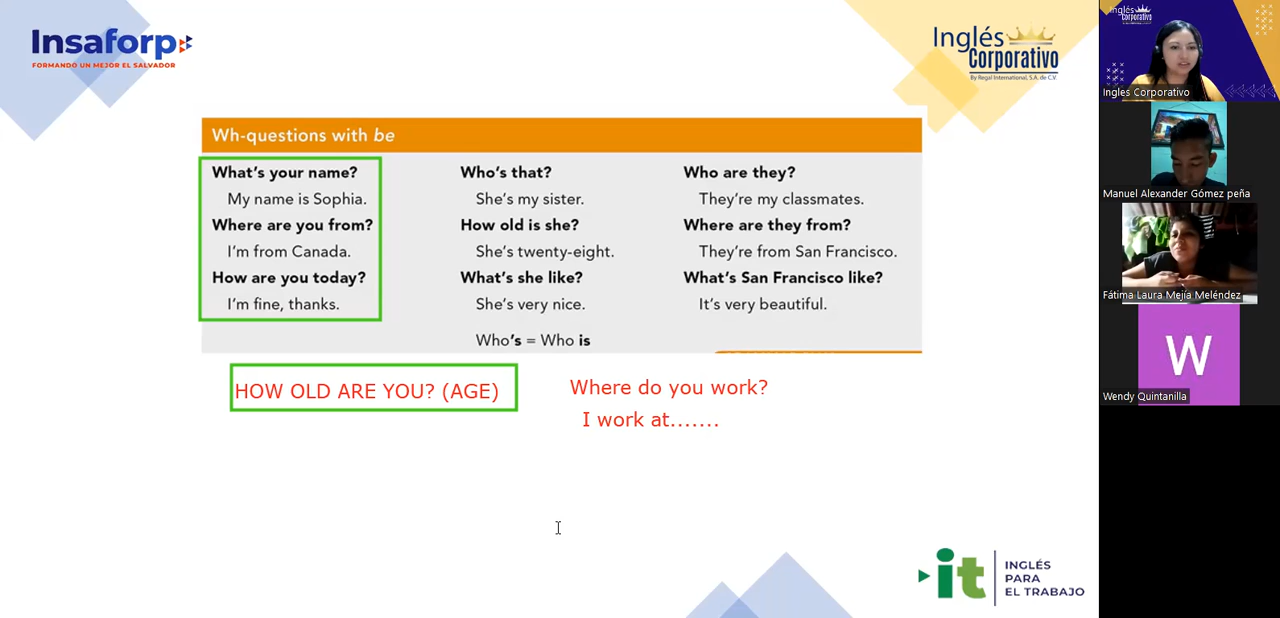 Insaforp
FORMANDO UN MEJOR EL SALVADOR
Inglés
Corporativo
By Regal International, S.A. de C.V.
Wh-questions with be
What's your name?
My name is Sophia.
Where are you from?
I'm from Canada.
How are you today?
I'm fine, thanks.
Who's that?
She's my sister.
How old is she?
She's twenty-eight.
What's she like?
She's very nice.
Who's = Who is
Who are they?
They're my classmates.
Where are they from?
They're from San Francisco.
What's San Francisco like?
It's very beautiful.
HOW OLD ARE YOU? (AGE)
Where do you work?
I work at.......
it
INGLÉS
PARA
EL TRABAJO
Inglés
Corporativo
Ingles Corporativo
Manuel Alexander Gómez peña
Fátima Laura Mejía Meléndez
W
Wendy Quintanilla